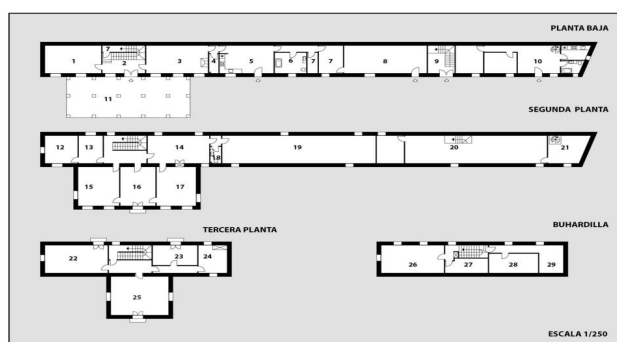 PLANTA BAJA
7
1 2 3 4 5 6 7 7 8 9 10
11
SEGUNDA PLANTA
12 13 14 18 19 20 21
15 16 17
TERCERA PLANTA
BUHARDILLA
22 23 24
26 27 28 29
25
ESCALA 1/250